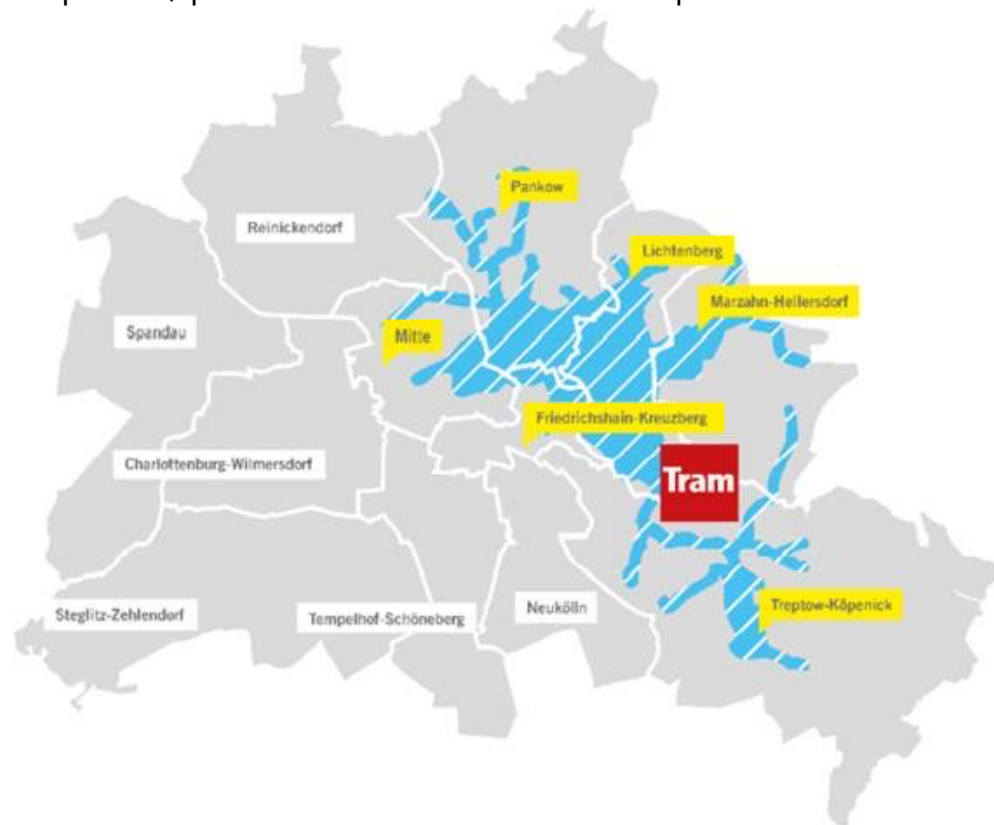 Pankow
Reinickendorf
Lichtenberg
Marzahn-Hellersdorf
Spandau
Mitte
Friedrichshain-Kreuzberg
Charlottenburg-Wilmersdorf
Tram
Steglitz-Zehlendorf
Tempelhof-Schöneberg
Neukölln
Treptow-Köpenick